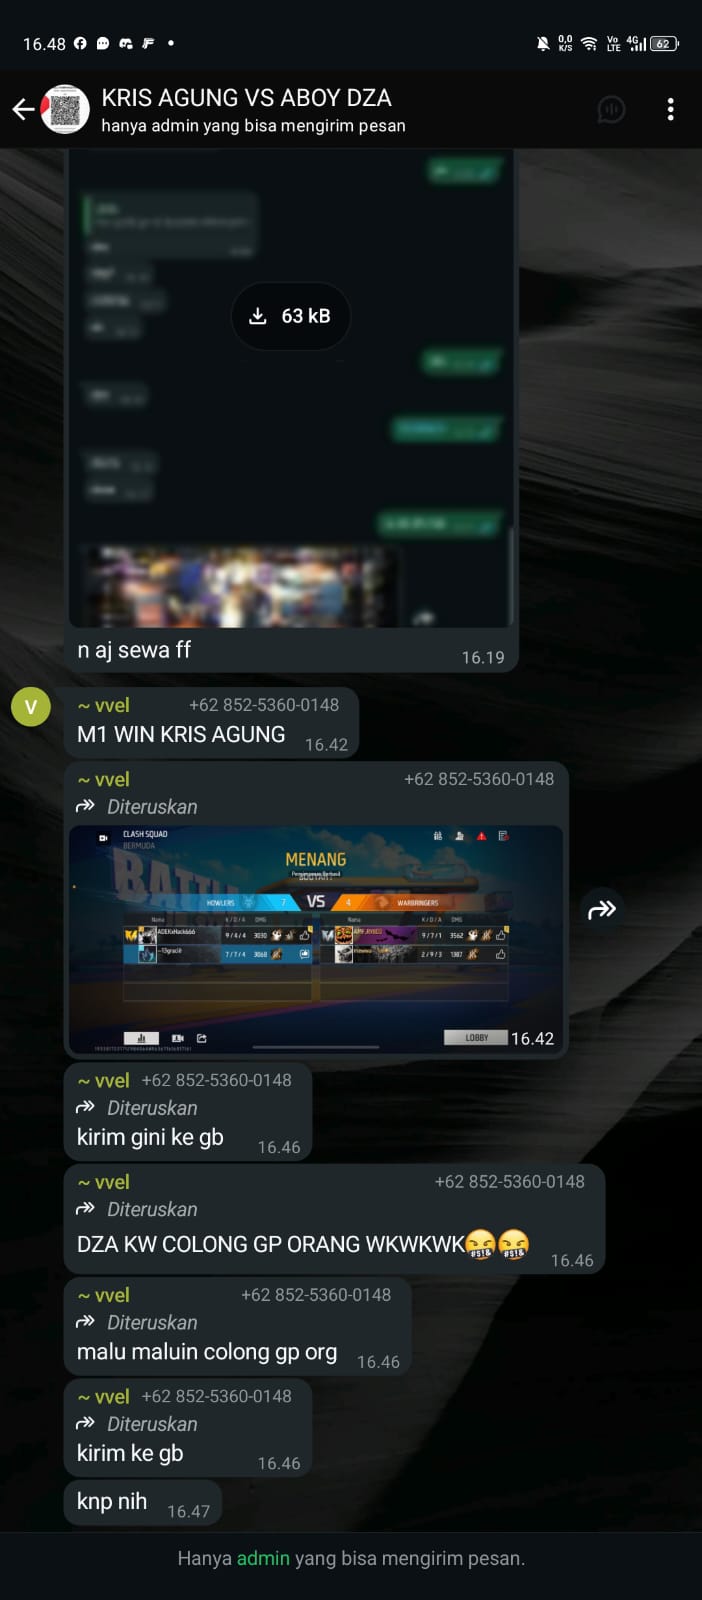 16.48
0,0 K/S
Vo LTE
4G
62
KRIS AGUNG VS ABOY DZA
hanya admin yang bisa mengirim pesan
63 kB
n aj sewa ff
16.19
V
~ vvel +62 852-5360-0148
M1 WIN KRIS AGUNG 16.42
~ vvel +62 852-5360-0148
Diteruskan
CLASH SQUAD
BERMUDA
MENANG
HOWLERS 7 VS 4 WARBRINGERS
Nama K/D/A DMG Nama K/D/A DMG
9/4/4 3030 9/7/1 3562
7/7/4 3068 2/9/3 1387
LOBBY
16.42
~ vvel +62 852-5360-0148
Diteruskan
kirim gini ke gb 16.46
~ vvel +62 852-5360-0148
Diteruskan
DZA KW COLONG GP ORANG WKWKWK🤬🤬 16.46
~ vvel +62 852-5360-0148
Diteruskan
malu maluin colong gp org 16.46
~ vvel +62 852-5360-0148
Diteruskan
kirim ke gb 16.46
knp nih 16.47
Hanya admin yang bisa mengirim pesan.